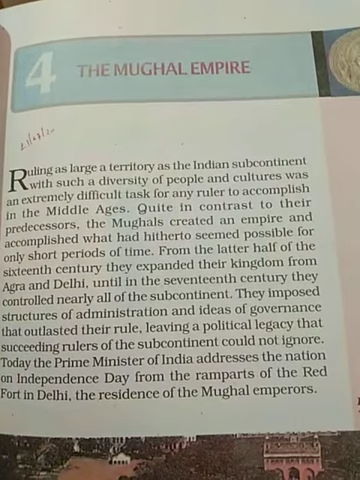 4 THE MUGHAL EMPIRE
Ruling as large a territory as the Indian subcontinent
with such a diversity of people and cultures was
an extremely difficult task for any ruler to accomplish
in the Middle Ages. Quite in contrast to their
predecessors, the Mughals created an empire and
accomplished what had hitherto seemed possible for
only short periods of time. From the latter half of the
sixteenth century they expanded their kingdom from
Agra and Delhi, until in the seventeenth century they
controlled nearly all of the subcontinent. They imposed
structures of administration and ideas of governance
that outlasted their rule, leaving a political legacy that
succeeding rulers of the subcontinent could not ignore.
Today the Prime Minister of India addresses the nation
on Independence Day from the ramparts of the Red
Fort in Delhi, the residence of the Mughal emperors.